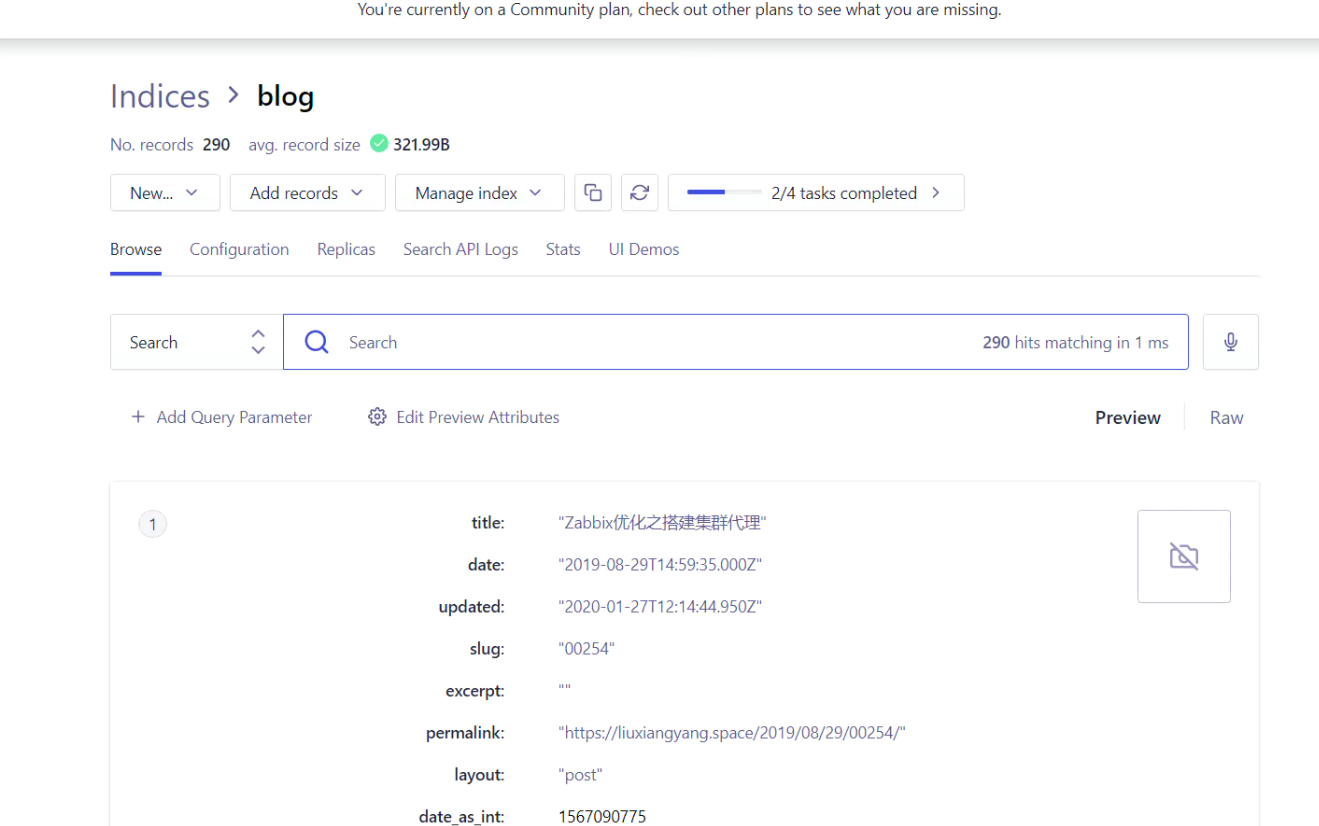 You're currently on a Community plan, check out other plans to see what you are missing.
Indices > blog
No. records 290 avg. record size 321.99B
New... Add records Manage index 2/4 tasks completed
Browse Configuration Replicas Search API Logs Stats UI Demos
Search Search 290 hits matching in 1 ms
+ Add Query Parameter Edit Preview Attributes Preview Raw
1 title: "Zabbix优化之搭建集群代理"
date: "2019-08-29T14:59:35.000Z"
updated: "2020-01-27T12:14:44.950Z"
slug: "00254"
excerpt: ""
permalink: "https://liuxiangyang.space/2019/08/29/00254/"
layout: "post"
date_as_int: 1567090775